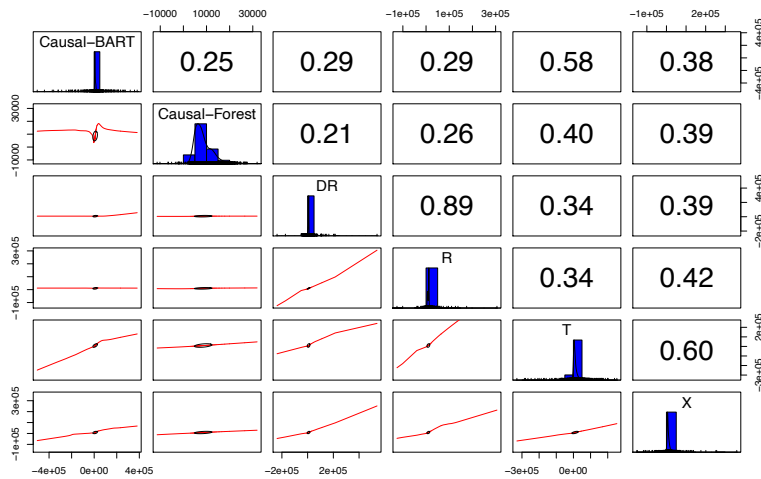 -10000 10000 30000 -1e+05 1e+05 3e+05 -1e+05 1e+05
Causal-BART 0.25 0.29 0.29 0.58 0.38 -4e+05 4e+05
-10000 30000 Causal-Forest 0.21 0.26 0.40 0.39
DR 0.89 0.34 0.39 -2e+05 4e+05
-1e+05 3e+05 R 0.34 0.42
T 0.60 -3e+05 2e+05
-1e+05 3e+05 X
-4e+05 0e+00 4e+05 -2e+05 2e+05 -3e+05 0e+00